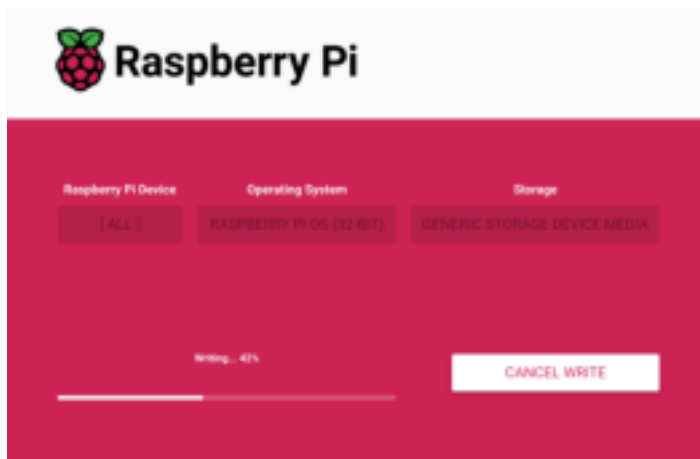 Raspberry Pi
Raspberry Pi Device
Operating System
Storage
[ ALL ]
RASPBERRY PI OS (32-BIT)
GENERIC STORAGE DEVICE MEDIA
Writing... 42%
CANCEL WRITE